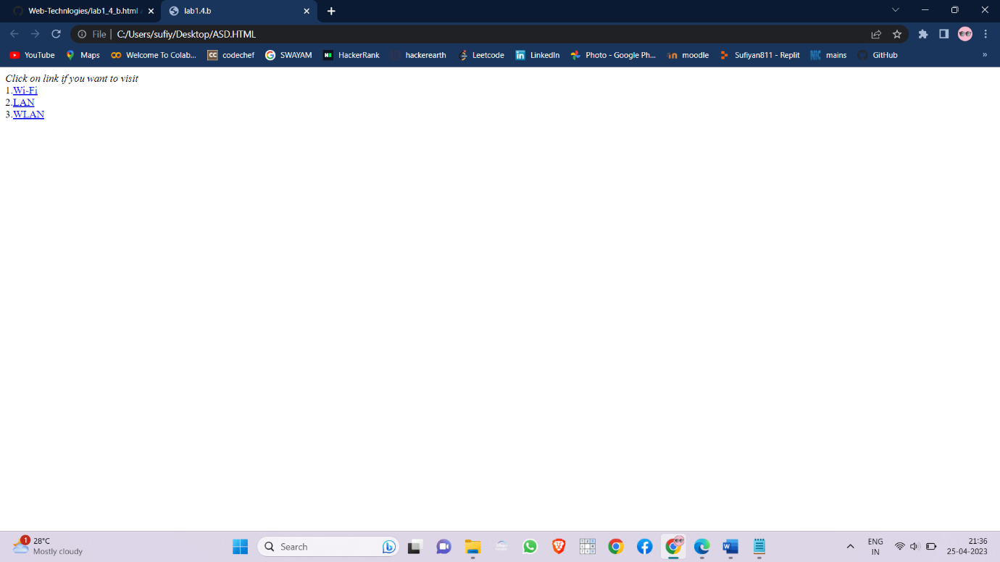 Web-Technlogies/lab1_4_b.html
lab1.4.b
File C:/Users/sufiy/Desktop/ASD.HTML
YouTube Maps Welcome To Colab... codechef SWAYAM HackerRank hackerearth Leetcode LinkedIn Photo - Google Ph... moodle Sufiyan811 - Replit mains GitHub »
Click on link if you want to visit
1.Wi-Fi
2.LAN
3.WLAN
1 28°C
Mostly cloudy
Search
ENG
IN
21:36
25-04-2023